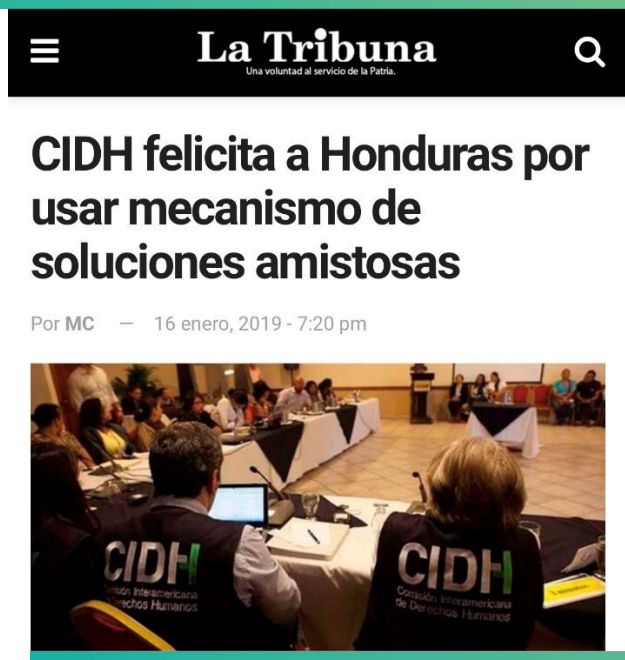 La Tribuna
Una voluntad al servicio de la Patria.
CIDH felicita a Honduras por
usar mecanismo de
soluciones amistosas
Por MC — 16 enero, 2019 - 7:20 pm
CIDH
Comisión Interamericana
de Derechos Humanos
CIDH
Comisión Interamericana
de Derechos Humanos